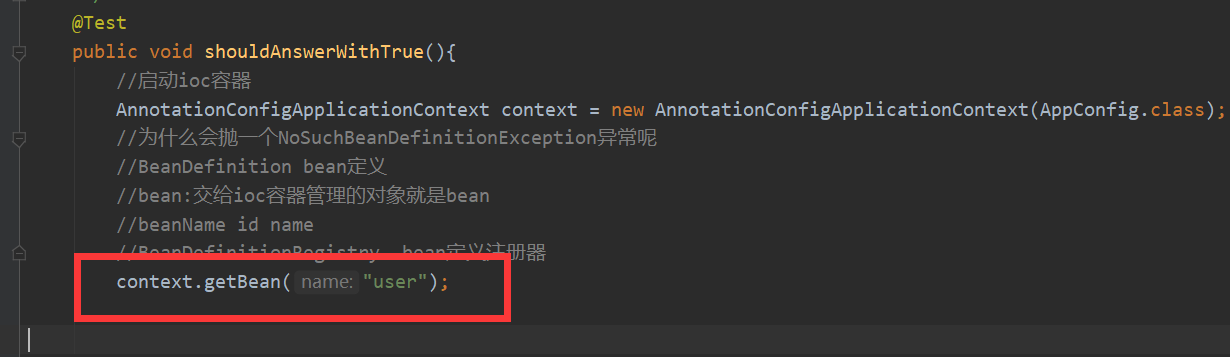 @Test
public void shouldAnswerWithTrue(){
//启动ioc容器
AnnotationConfigApplicationContext context = new AnnotationConfigApplicationContext(AppConfig.class);
//为什么会抛一个NoSuchBeanDefinitionException异常呢
//BeanDefinition bean定义
//bean:交给ioc容器管理的对象就是bean
//beanName id name
//BeanDefinitionRegistry bean定义注册器
context.getBean( name: "user");